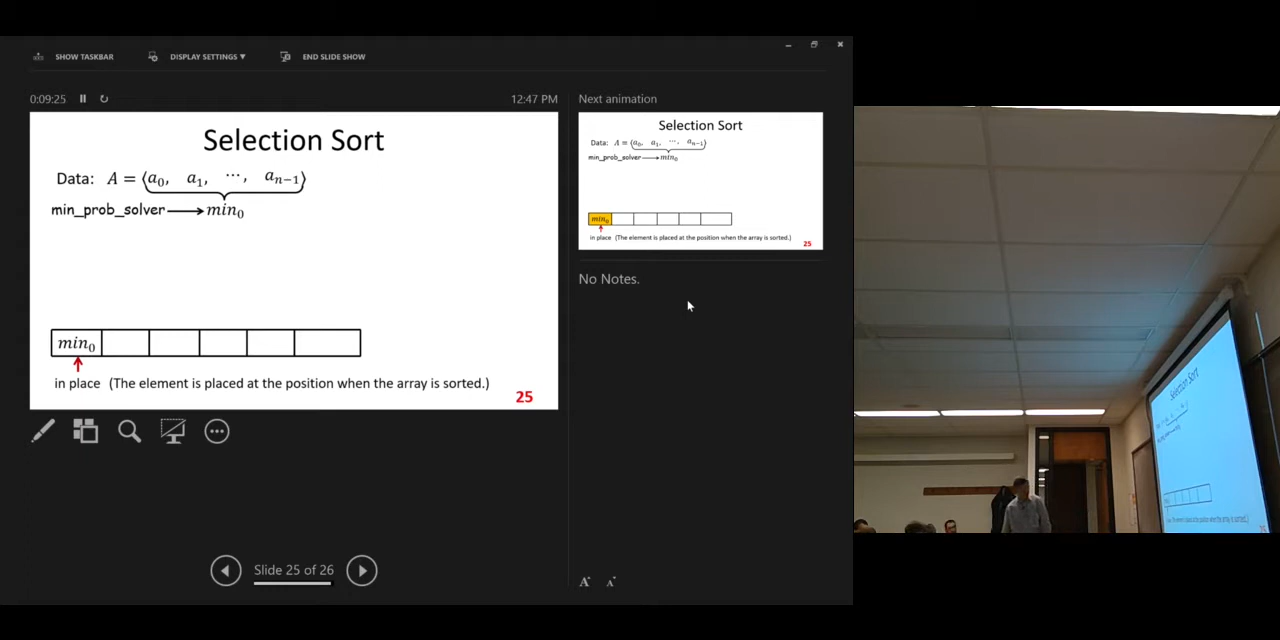 SHOW TASKBAR DISPLAY SETTINGS ▼ END SLIDE SHOW
0:09:25 12:47 PM
Selection Sort
Data: A = ⟨a₀, a₁, ⋯, aₙ₋₁⟩
min_prob_solver → min₀
min₀
in place (The element is placed at the position when the array is sorted.)
25
Slide 25 of 26
Next animation
Selection Sort
Data: A = ⟨a₀, a₁, ⋯, aₙ₋₁⟩
min_prob_solver → min₀
min₀
in place (The element is placed at the position when the array is sorted.)
25
No Notes.
A A
Selection Sort